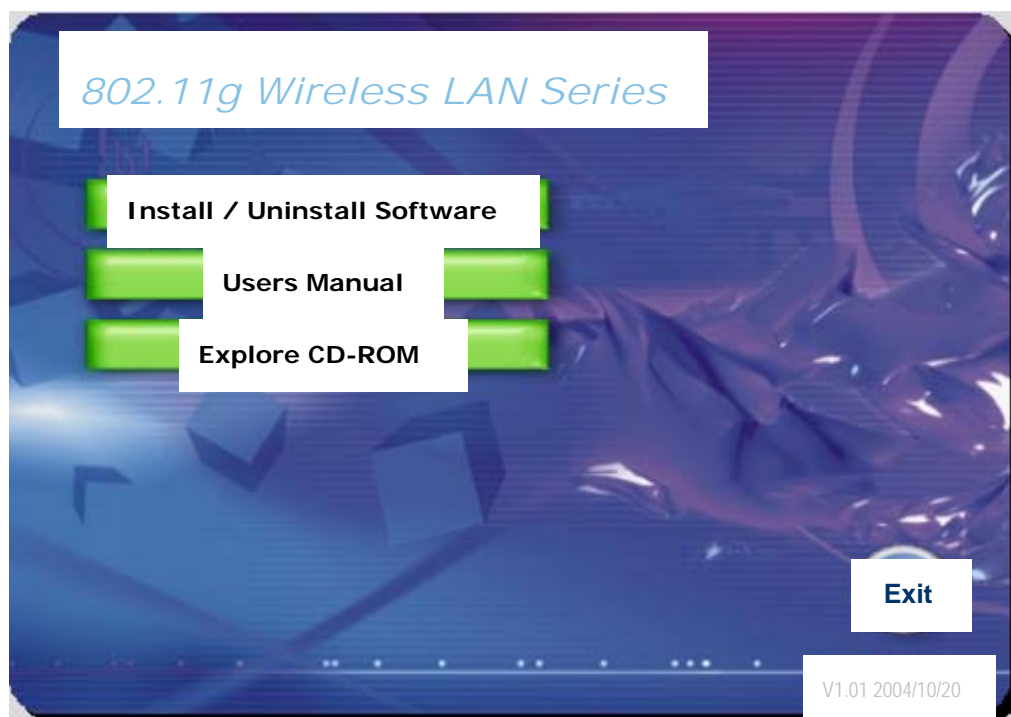 802.11g Wireless LAN Series
Install / Uninstall Software
Users Manual
Explore CD-ROM
Exit
V1.01 2004/10/20